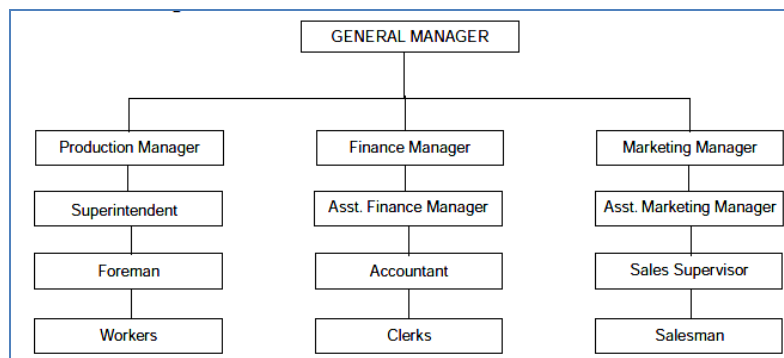 GENERAL MANAGER
Production Manager
Finance Manager
Marketing Manager
Superintendent
Asst. Finance Manager
Asst. Marketing Manager
Foreman
Accountant
Sales Supervisor
Workers
Clerks
Salesman